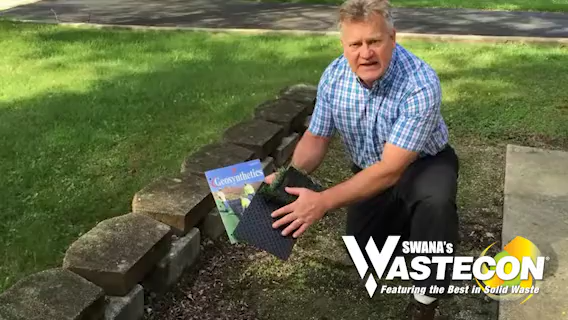 Geosynthetics
SWANA's
WASTECON®
Featuring the Best in Solid Waste